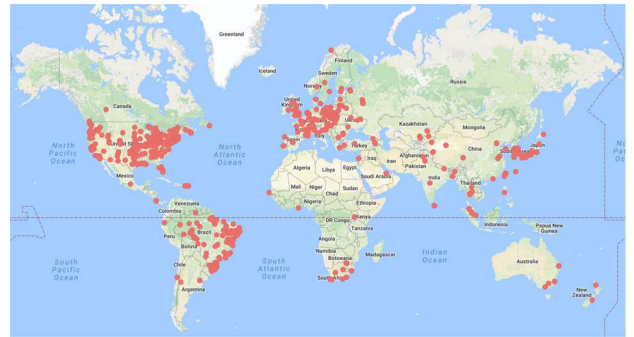 Greenland
Iceland
Finland
Sweden
Norway
Russia
Canada
United
Kingdom
Kazakhstan
Mongolia
North
Pacific
Ocean
North
Atlantic
Ocean
Spain
Italy
Turkey
China
Japan
Iraq
Iran
Afghanistan
Pakistan
Mexico
Algeria
Libya
Egypt
Saudi Arabia
India
Thailand
Mali
Niger
Chad
Sudan
Nigeria
Ethiopia
Venezuela
Colombia
DR Congo
Kenya
Tanzania
Indonesia
Papua New
Guinea
Peru
Brazil
Bolivia
Angola
Namibia
Botswana
Madagascar
Indian
Ocean
South
Pacific
Ocean
Chile
South
Atlantic
Ocean
Australia
Argentina
New
Zealand